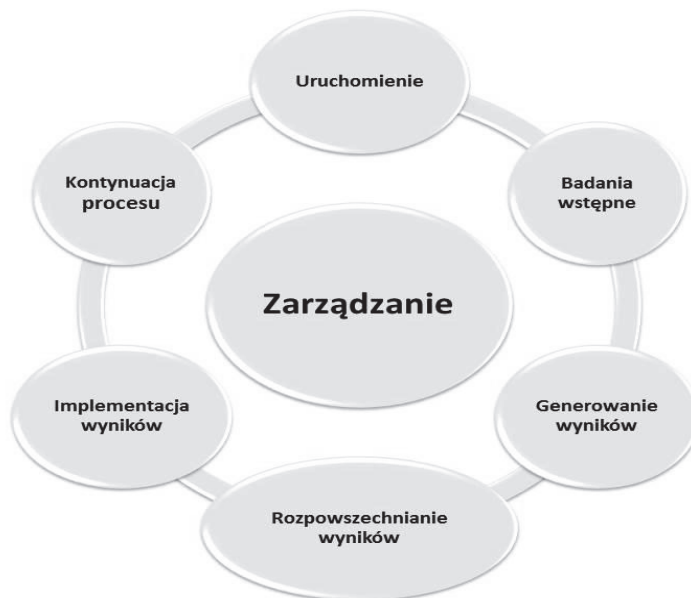 Uruchomienie
Badania
wstępne
Generowanie
wyników
Rozpowszechnianie
wyników
Implementacja
wyników
Kontynuacja
procesu
Zarządzanie